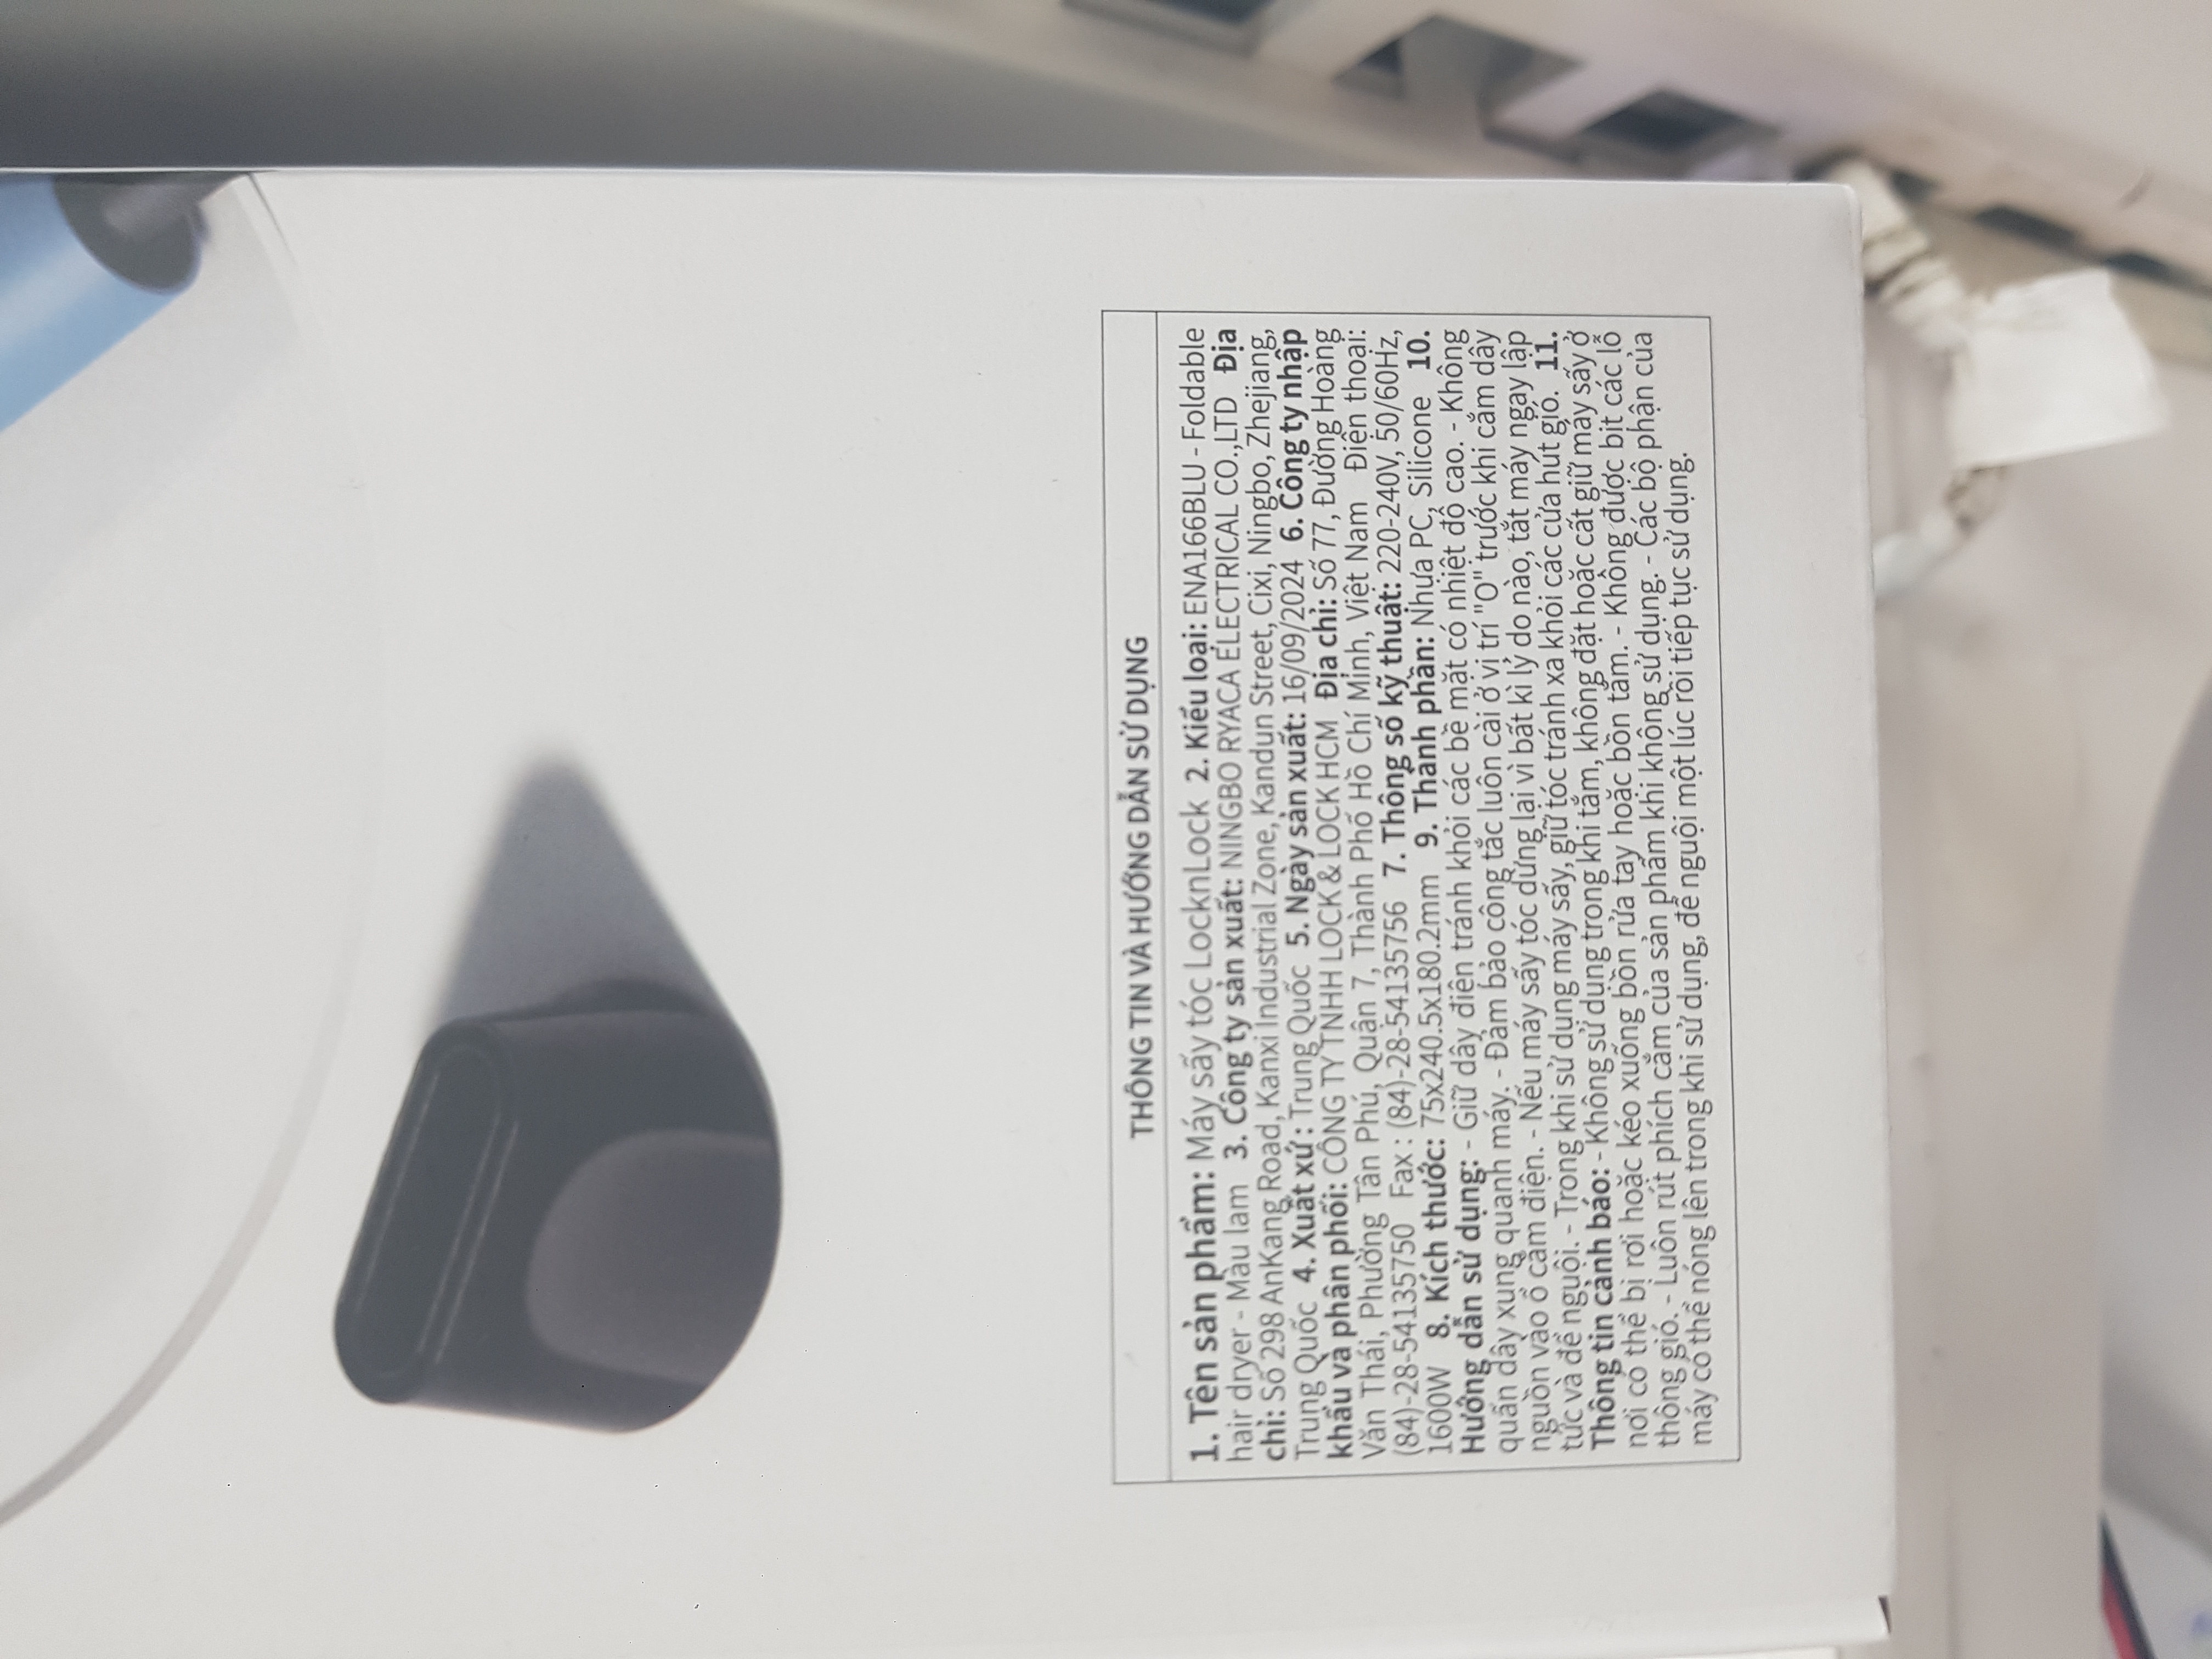 THÔNG TIN VÀ HƯỚNG DẪN SỬ DỤNG
1. Tên sản phẩm: Máy sấy tóc LocknLock 2. Kiểu loại: ENA166BLU - Foldable
hair dryer - Màu lam 3. Công ty sản xuất: NINGBO RYACA ELECTRICAL CO.,LTD Địa
chỉ: Số 298 AnKang Road, Kanxi Industrial Zone, Kandun Street, Cixi, Ningbo, Zhejiang,
Trung Quốc 4. Xuất xứ : Trung Quốc 5. Ngày sản xuất: 16/09/2024 6. Công ty nhập
khẩu và phân phối: CÔNG TY TNHH LOCK & LOCK HCM Địa chỉ: Số 77, Đường Hoàng
Văn Thái, Phường Tân Phú, Quận 7, Thành Phố Hồ Chí Minh, Việt Nam Điện thoại:
(84)-28-54135750 Fax : (84)-28-54135756 7. Thông số kỹ thuật: 220-240V, 50/60Hz,
1600W 8. Kích thước: 75x240.5x180.2mm 9. Thành phần: Nhựa PC, Silicone 10.
Hướng dẫn sử dụng: - Giữ dây điện tránh khỏi các bề mặt có nhiệt độ cao. - Không
quấn dây xung quanh máy. - Đảm bảo công tắc luôn cài ở vị trí "O" trước khi cắm dây
nguồn vào ổ cắm điện. - Nếu máy sấy tóc dừng lại vì bất kì lý do nào, tắt máy ngay lập
tức và để nguội. - Trong khi sử dụng máy sấy, giữ tóc tránh xa khỏi các cửa hút gió. 11.
Thông tin cảnh báo: - Không sử dụng trong khi tắm, không đặt hoặc cất giữ máy sấy ở
nơi có thể bị rơi hoặc kéo xuống bồn rửa tay hoặc bồn tắm. - Không được bịt các lỗ
thông gió. - Luôn rút phích cắm của sản phẩm khi không sử dụng. - Các bộ phận của
máy có thể nóng lên trong khi sử dụng, để nguội một lúc rồi tiếp tục sử dụng.